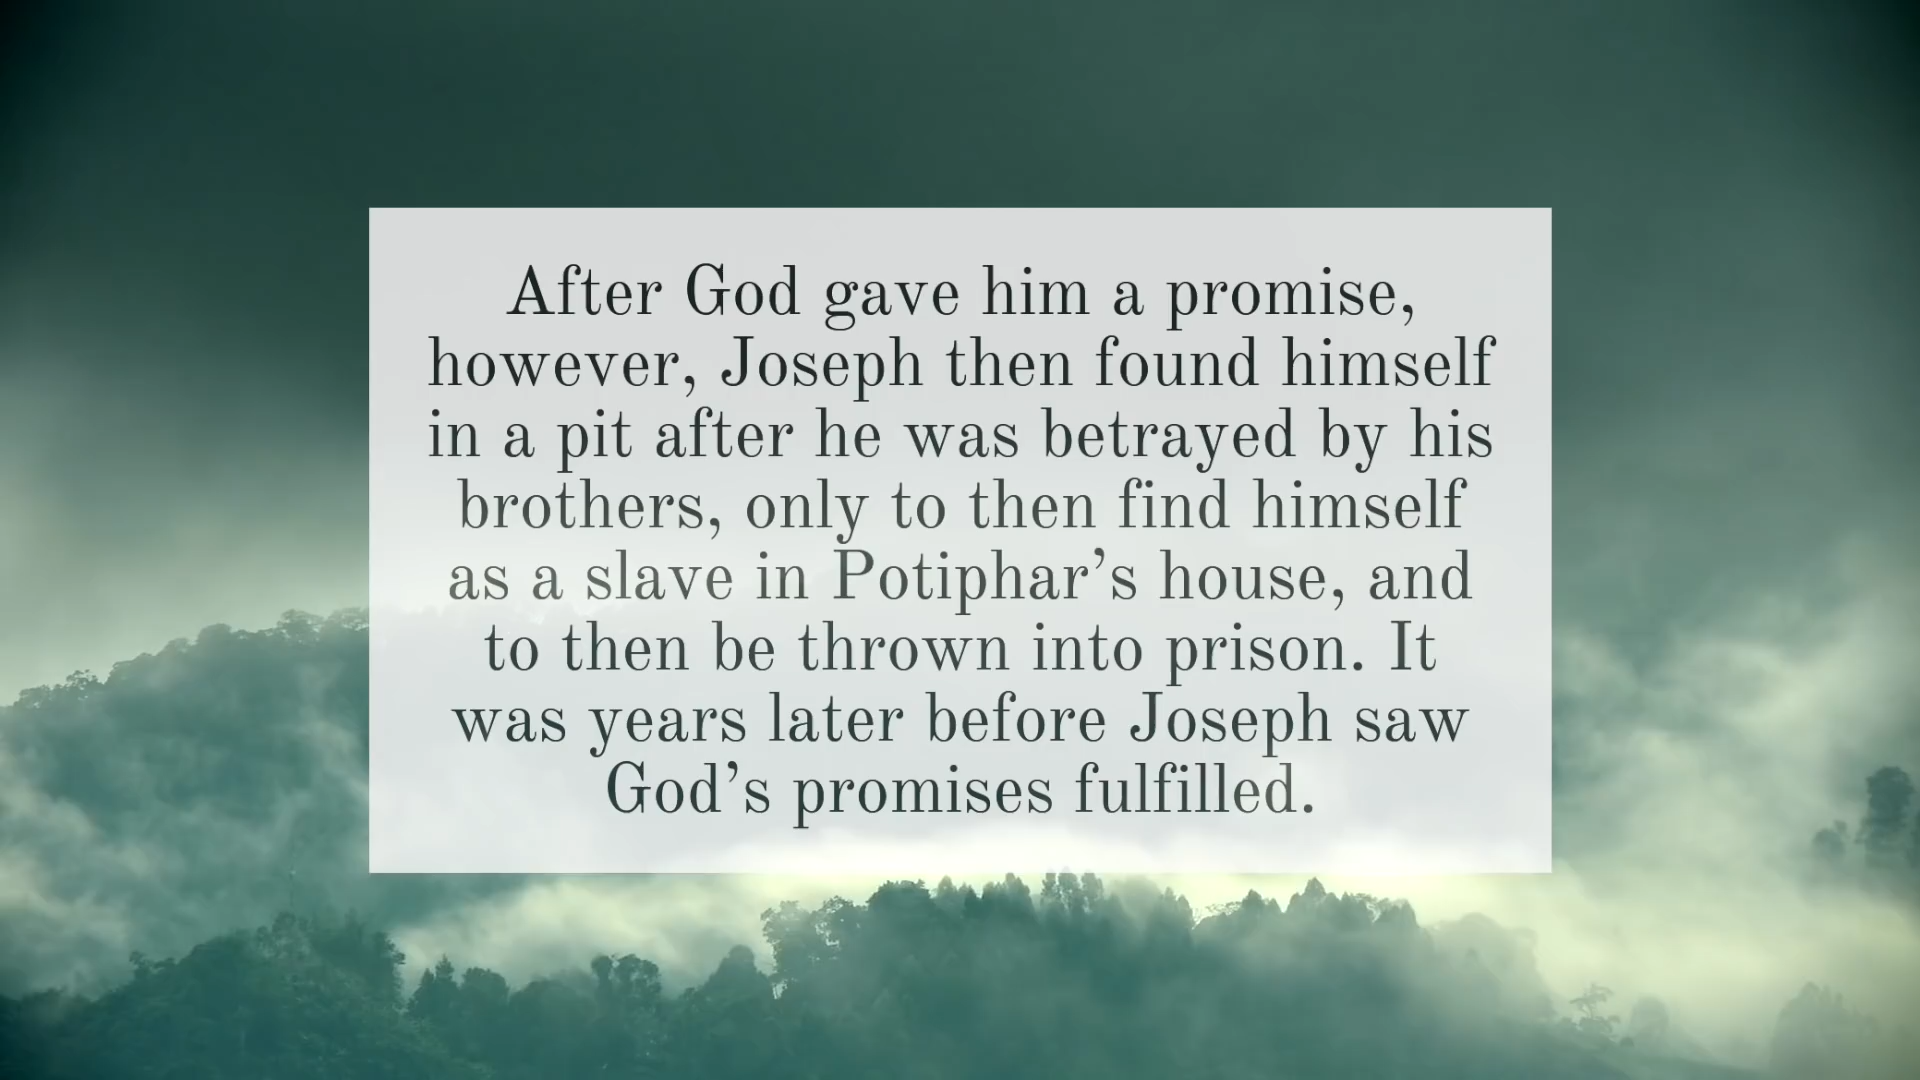 After God gave him a promise,
however, Joseph then found himself
in a pit after he was betrayed by his
brothers, only to then find himself
as a slave in Potiphar’s house, and
to then be thrown into prison. It
was years later before Joseph saw
God’s promises fulfilled.